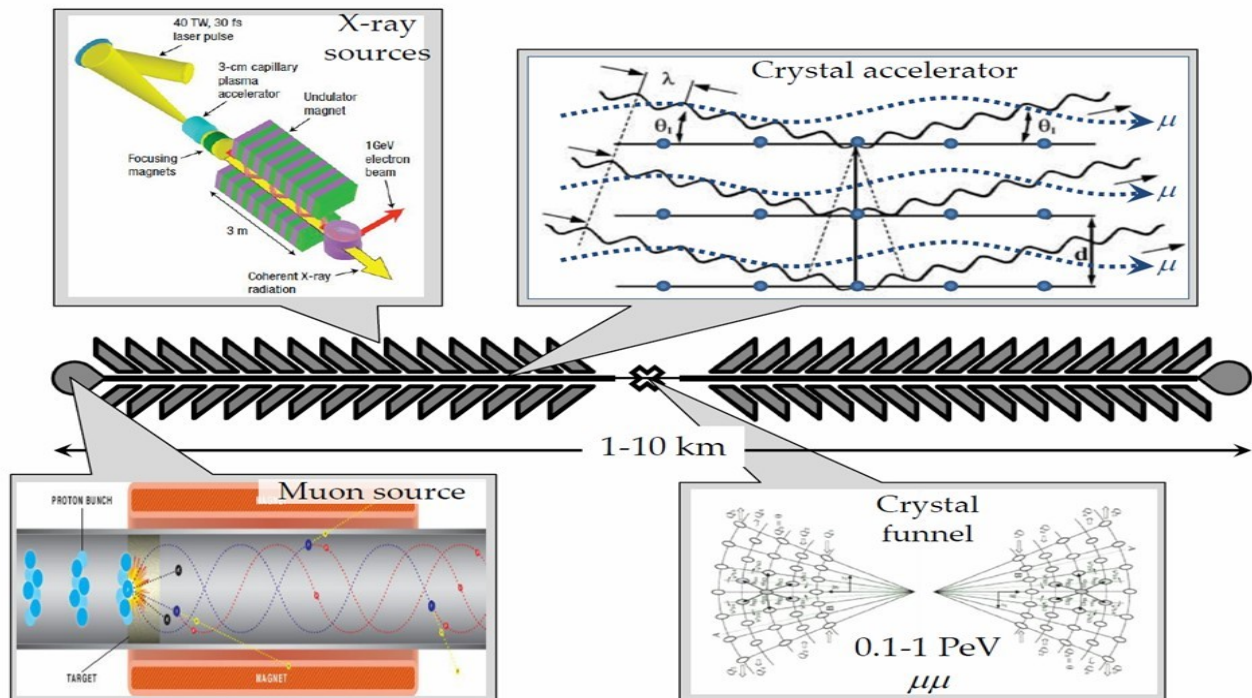 X-ray
sources
40 TW, 30 fs
laser pulse
3-cm capillary
plasma
accelerator
Undulator
magnet
Focusing
magnets
1GeV
electron
beam
3 m
Coherent X-ray
radiation
Crystal accelerator
λ
θ₁
θ₁
μ
μ
d
μ
1-10 km
Muon source
PROTON BUNCH
TARGET
MAGNET
Crystal
funnel
A
B
B
A
0.1-1 PeV
μμ